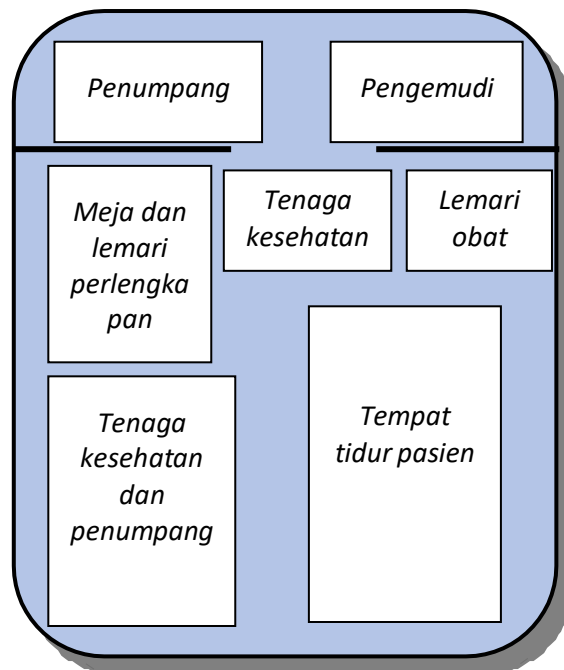 Penumpang
Pengemudi
Meja dan
lemari
perlengka
pan
Tenaga
kesehatan
Lemari
obat
Tenaga
kesehatan
dan
penumpang
Tempat
tidur pasien